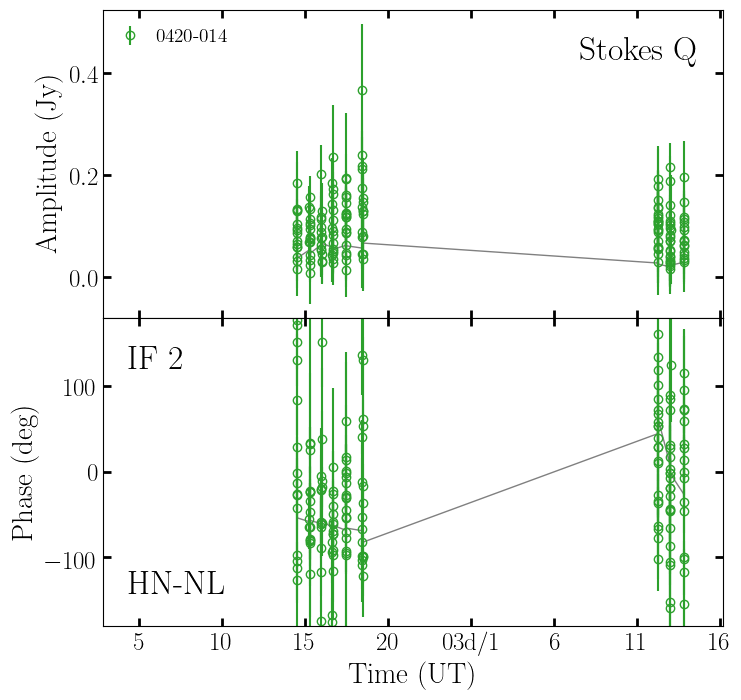 0420-014
Stokes Q
0.4
0.2
0.0
Amplitude (Jy)
IF 2
100
0
−100
Phase (deg)
HN-NL
5 10 15 20 03d/1 6 11 16
Time (UT)